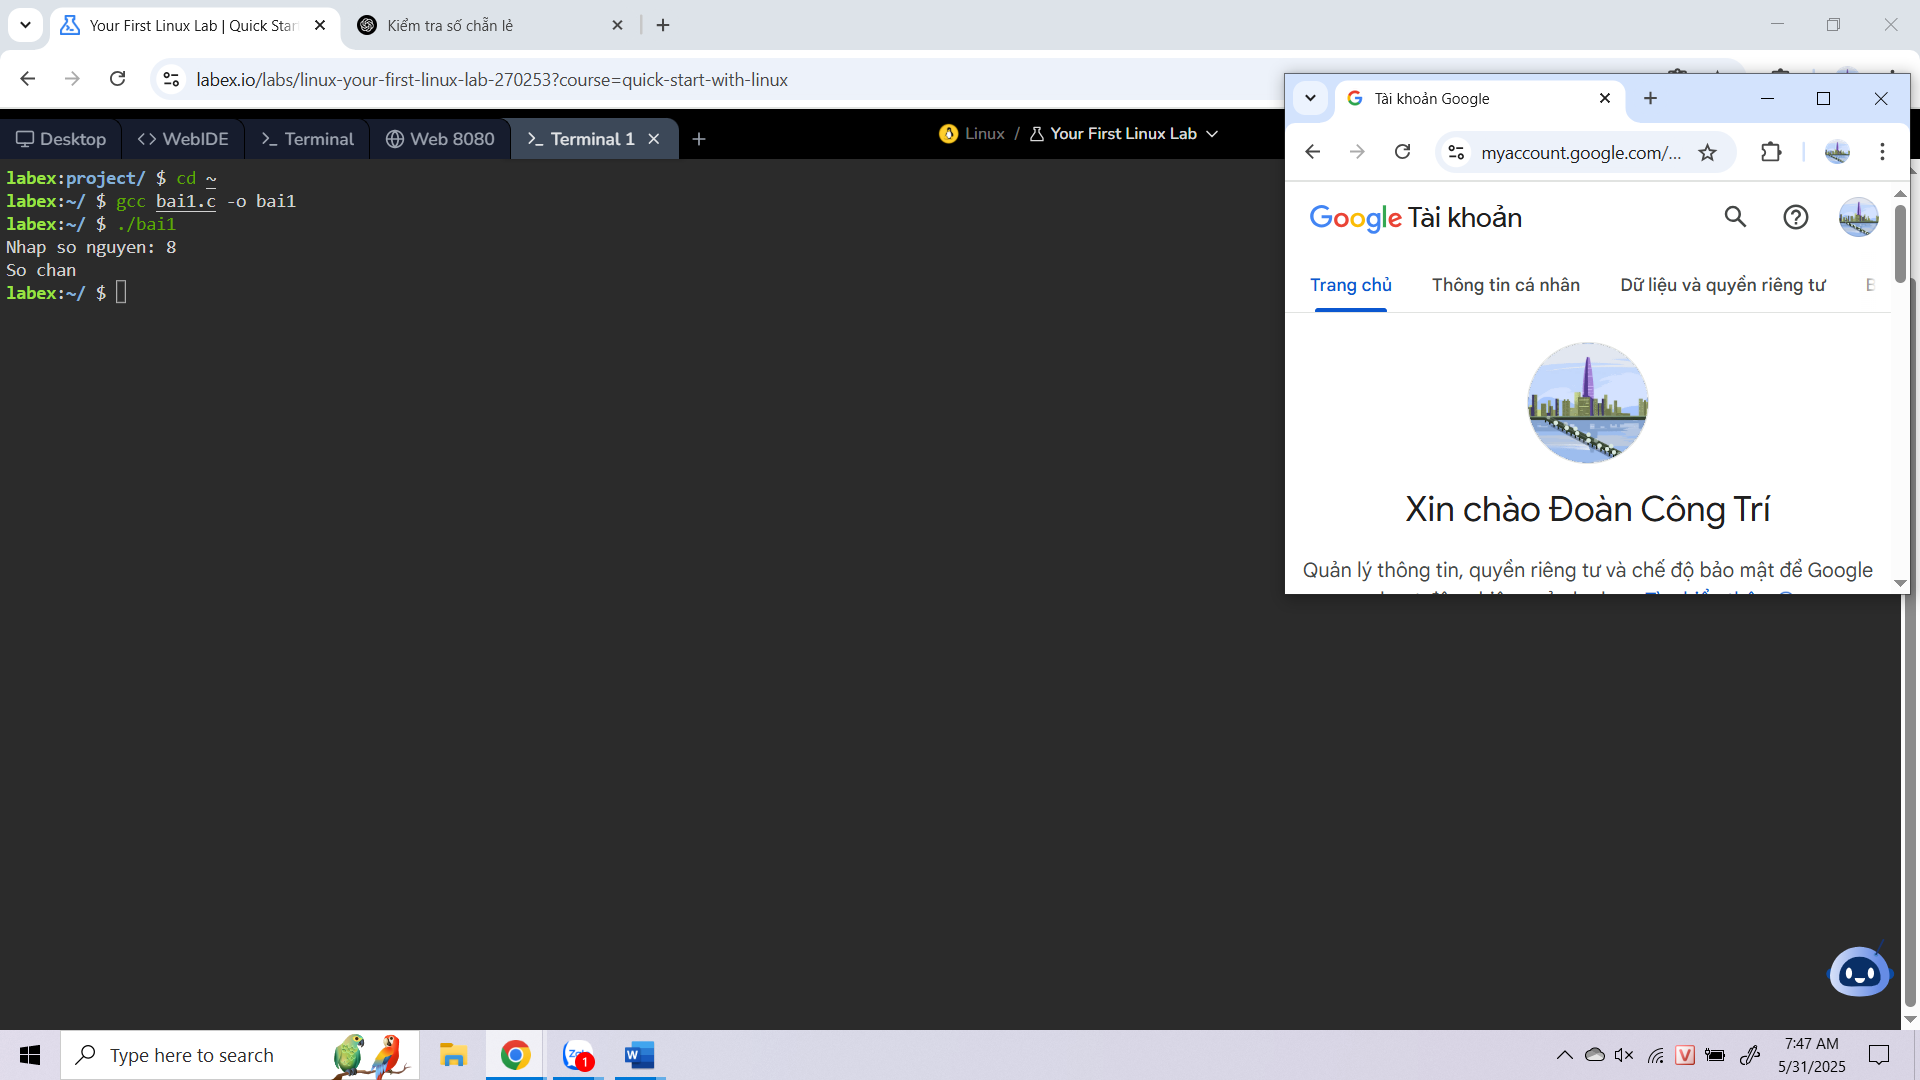 Your First Linux Lab | Quick Star
Kiểm tra số chẵn lẻ
labex.io/labs/linux-your-first-linux-lab-270253?course=quick-start-with-linux
Desktop
WebIDE
Terminal
Web 8080
Terminal 1
Linux / Your First Linux Lab
labex:project/ $ cd ~
labex:~/ $ gcc bai1.c -o bai1
labex:~/ $ ./bai1
Nhap so nguyen: 8
So chan
labex:~/ $
Tài khoản Google
myaccount.google.com/...
Google Tài khoản
Trang chủ
Thông tin cá nhân
Dữ liệu và quyền riêng tư
Xin chào Đoàn Công Trí
Quản lý thông tin, quyền riêng tư và chế độ bảo mật để Google
Type here to search
1
7:47 AM
5/31/2025